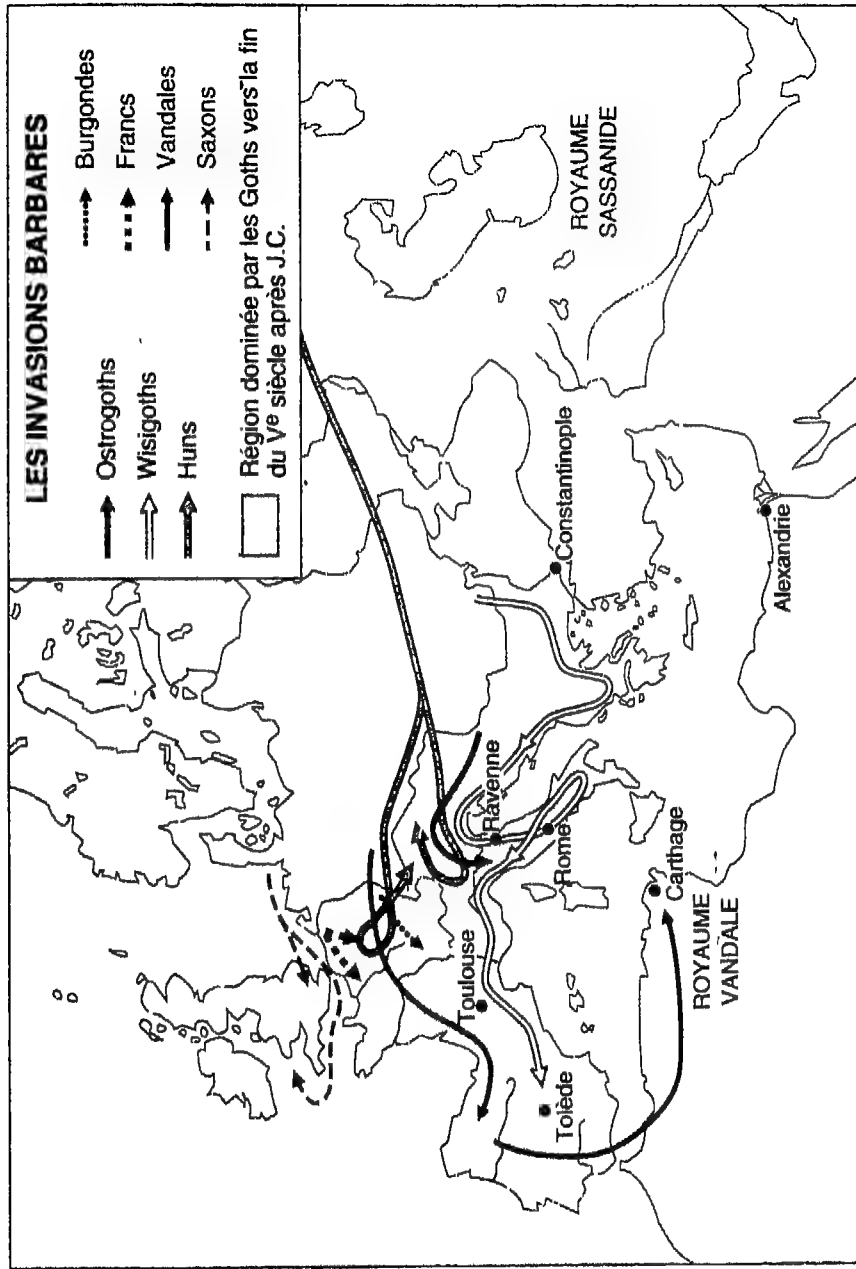 LES INVASIONS BARBARES
Ostrogoths
Wisigoths
Huns
Burgondes
Francs
Vandales
Saxons
Région dominée par les Goths vers la fin
du Ve siècle après J.C.
ROYAUME
SASSANIDE
Constantinople
Alexandrie
Ravenne
Rome
Carthage
ROYAUME
VANDALE
Toulouse
Tolède